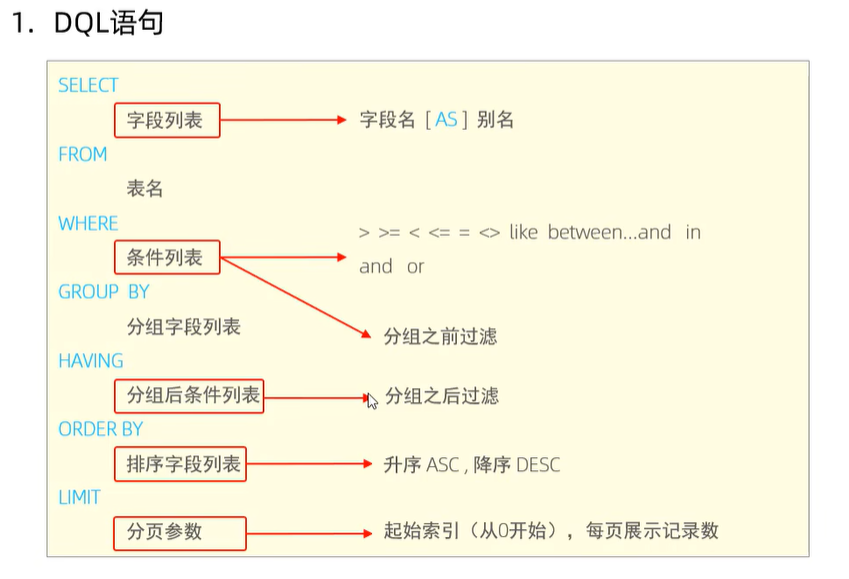 1. DQL语句
SELECT
字段列表 字段名 [ AS ] 别名
FROM
表名
WHERE
> >= < <= = <> like between...and in
条件列表
and or
GROUP BY
分组字段列表
分组之前过滤
HAVING
分组后条件列表 分组之后过滤
ORDER BY
排序字段列表 升序 ASC , 降序 DESC
LIMIT
分页参数 起始索引（从0开始），每页展示记录数